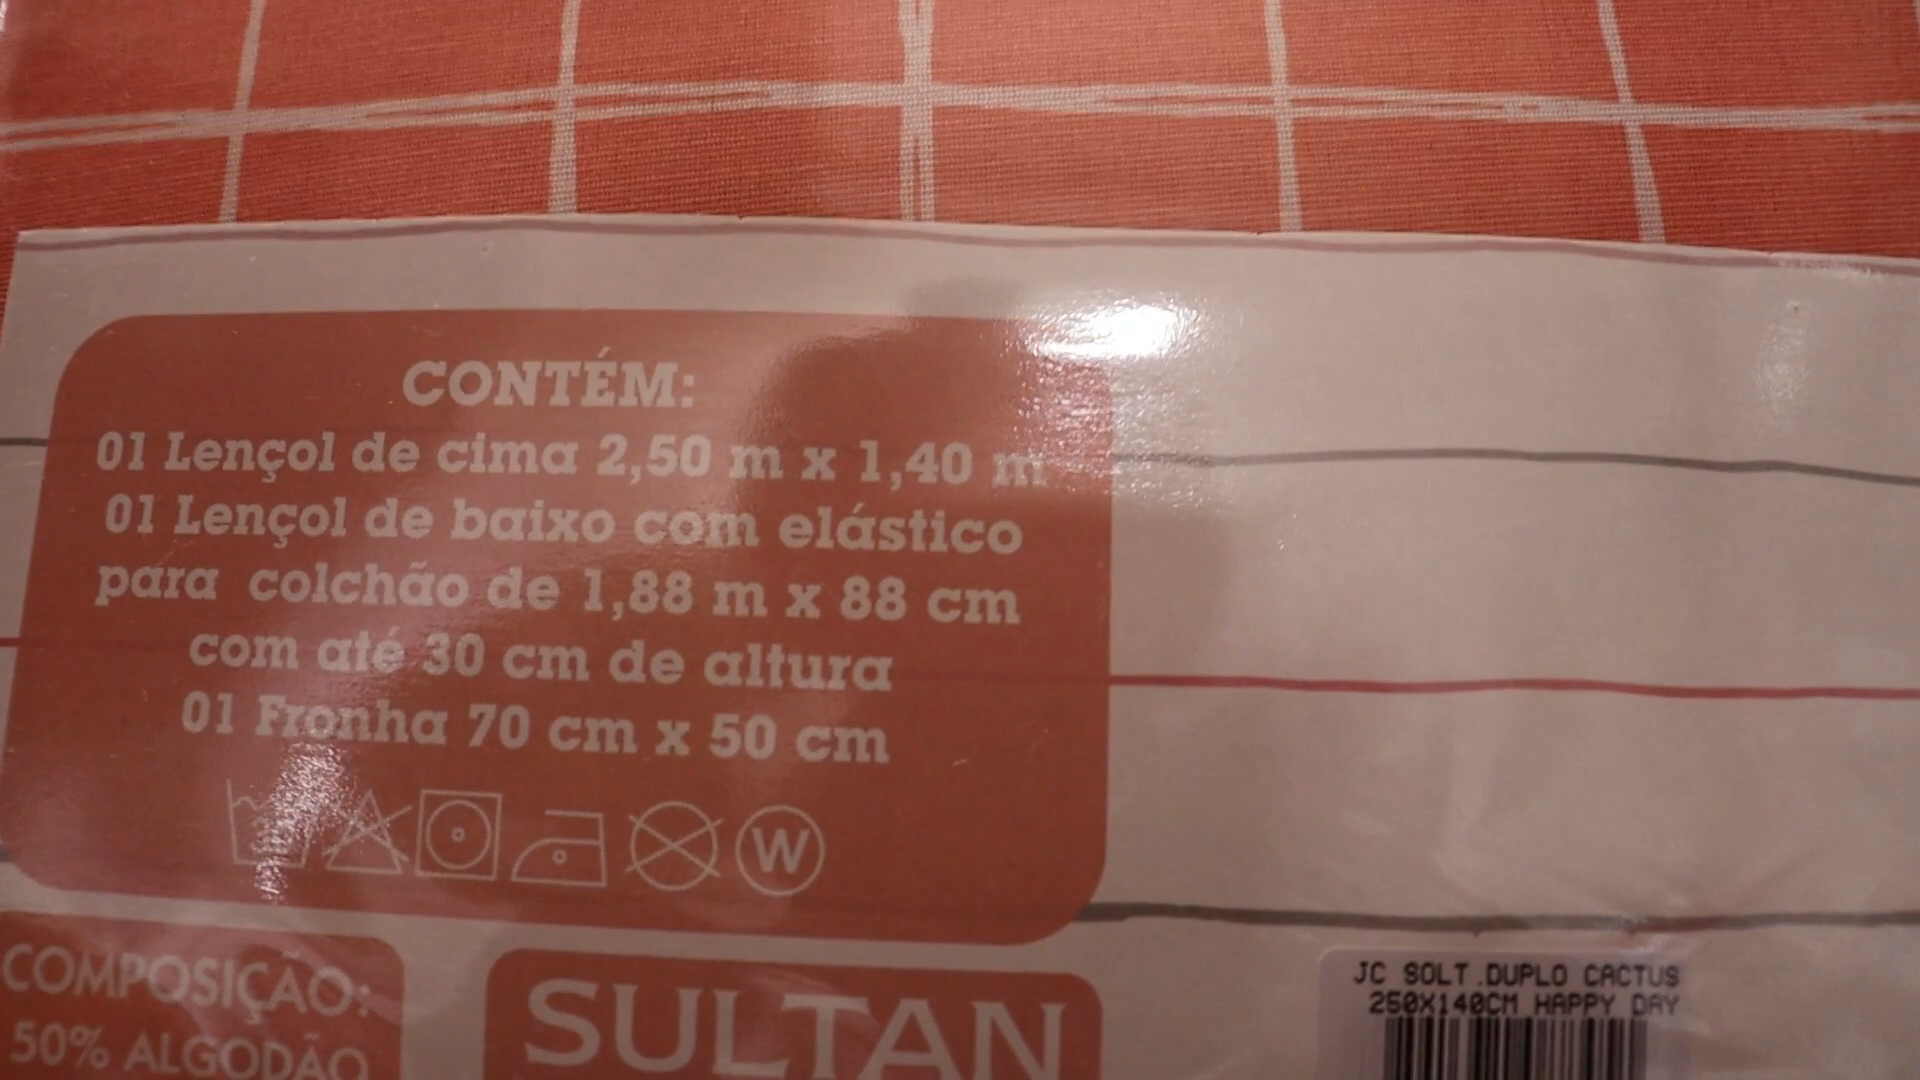 CONTÉM:
01 Lençol de cima 2,50 m x 1,40 m
01 Lençol de baixo com elástico
para colchão de 1,88 m x 88 cm
com até 30 cm de altura
01 Fronha 70 cm x 50 cm
W
COMPOSIÇÃO:
50% ALGODÃO
SULTAN
JC SOLT.DUPLO CACTUS
250X140CM HAPPY DAY